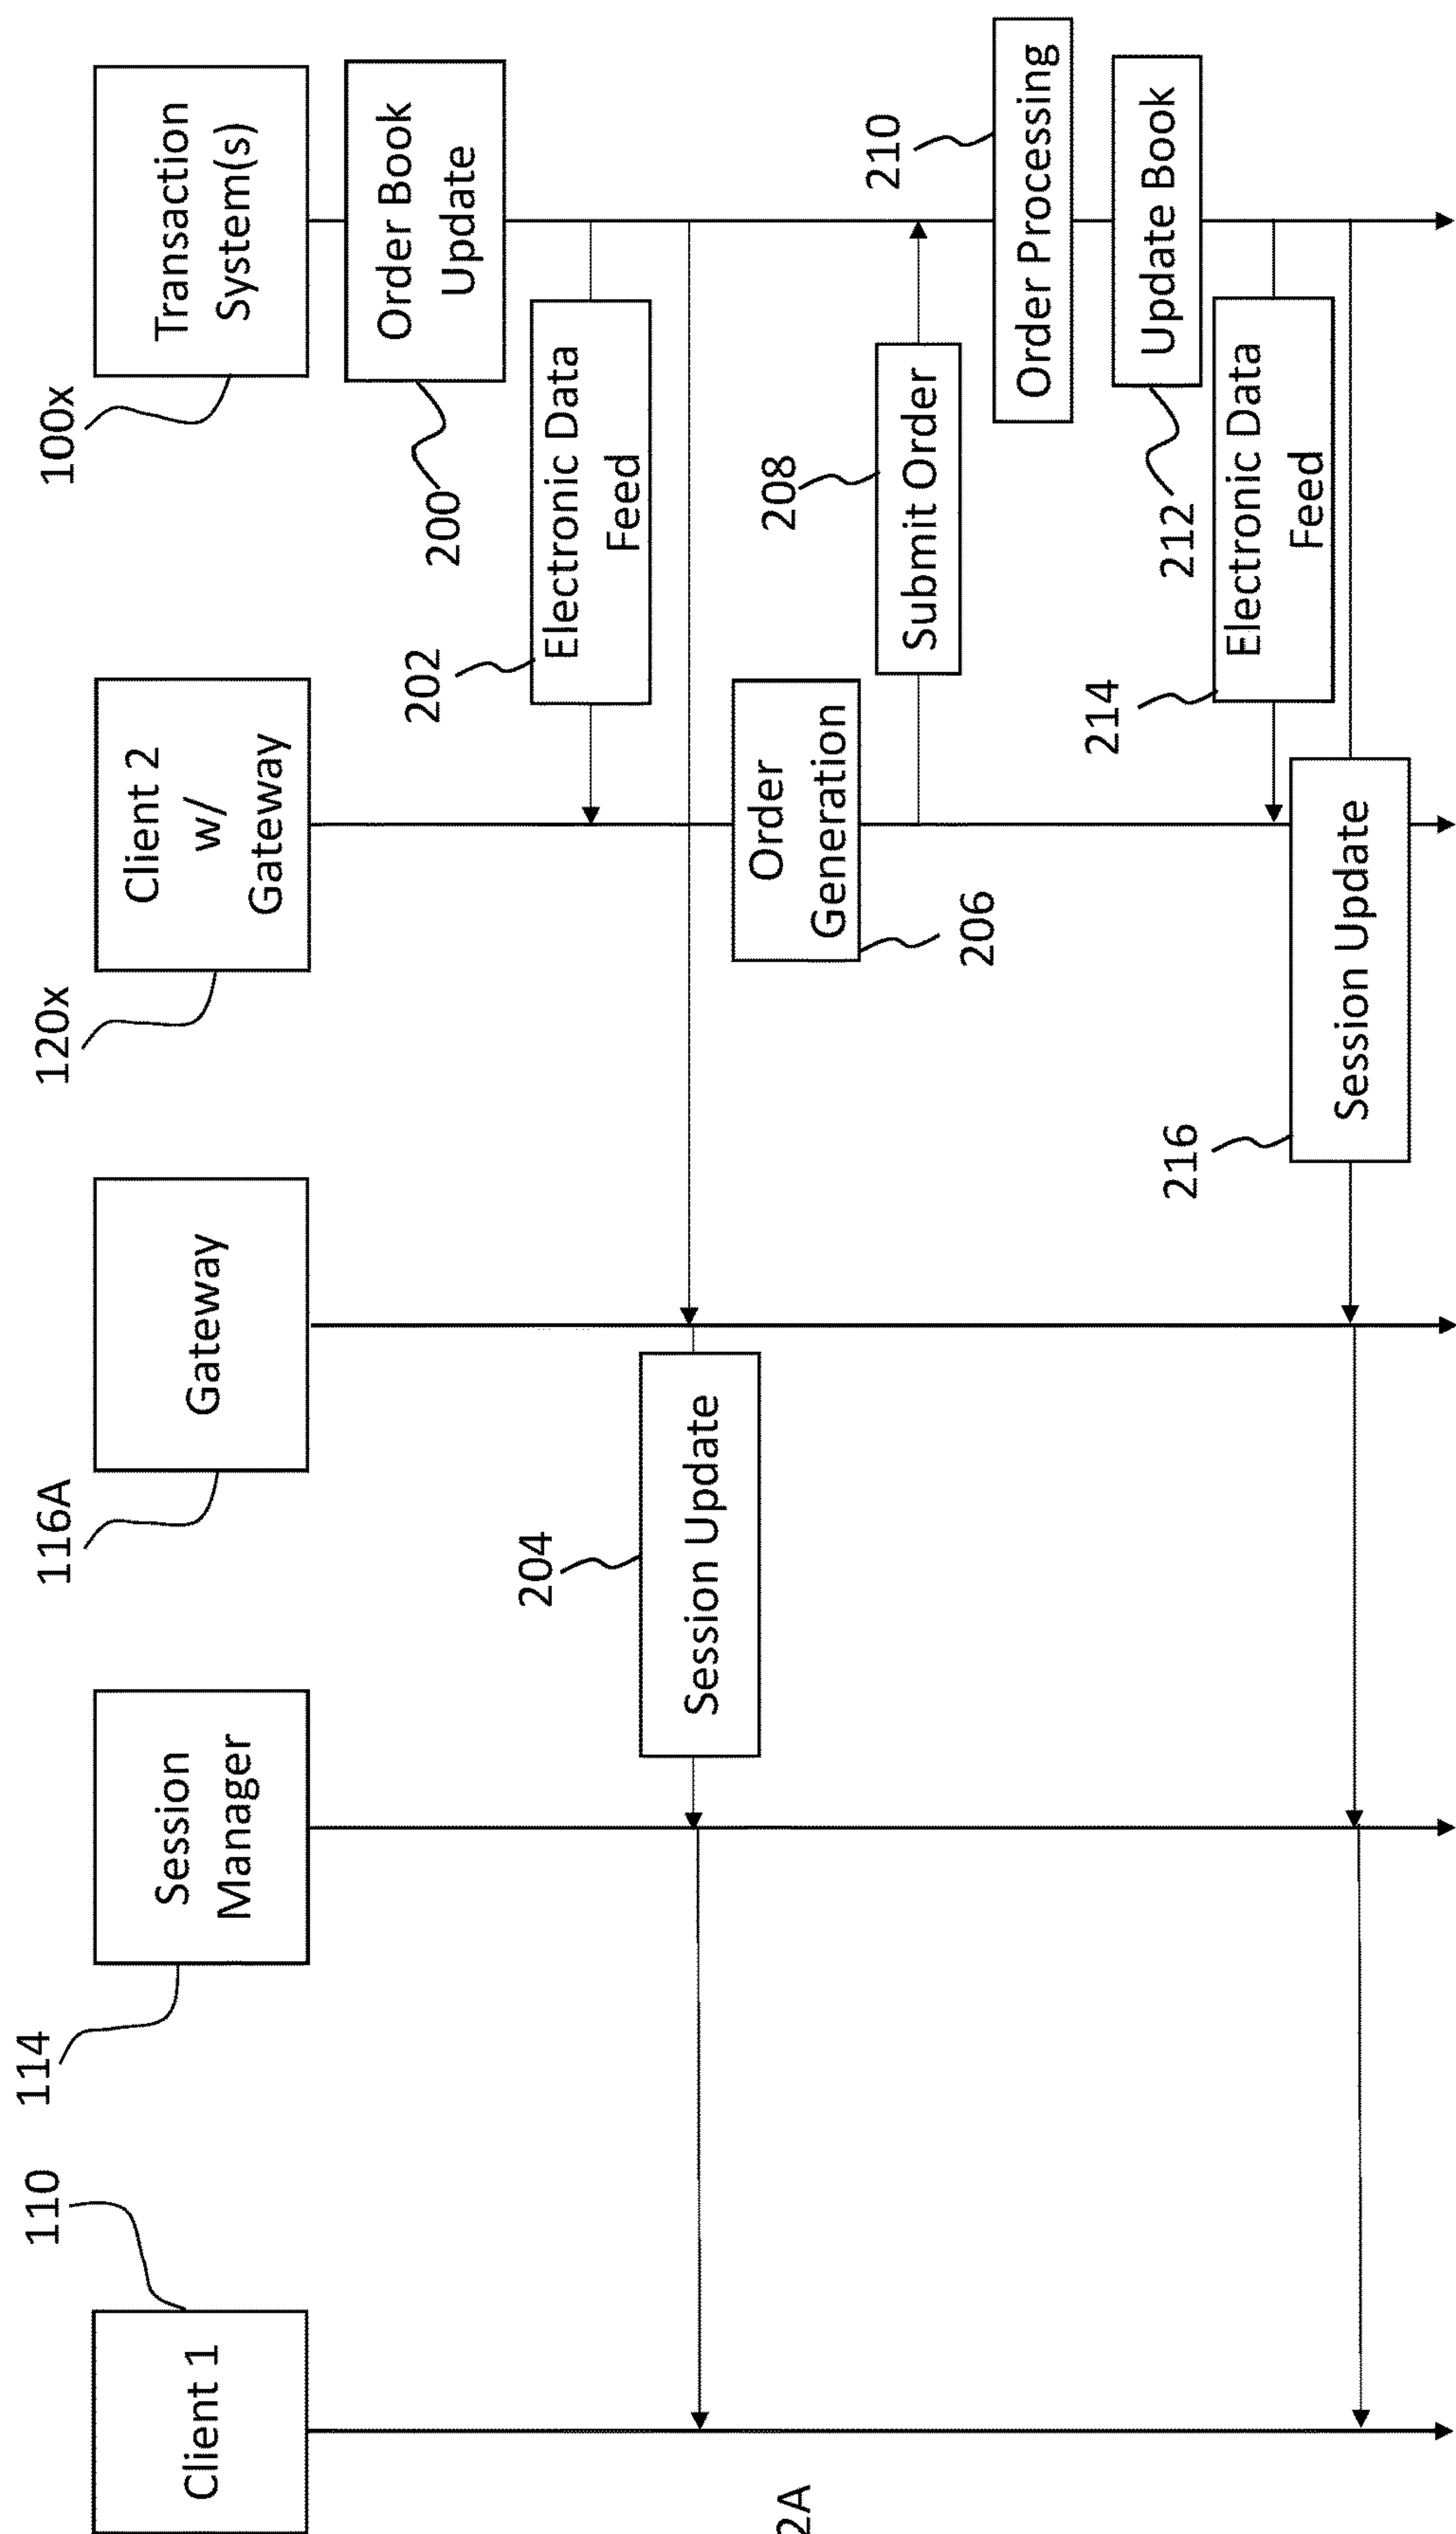 110
Client 1
114
Session
Manager
116A
Gateway
120x
Client 2
w/
Gateway
100x
Transaction
System(s)
200
Order Book
Update
202
Electronic Data
Feed
204
Session Update
206
Order
Generation
208
Submit Order
210
Order Processing
212
Update Book
214
Electronic Data
Feed
216
Session Update
2A